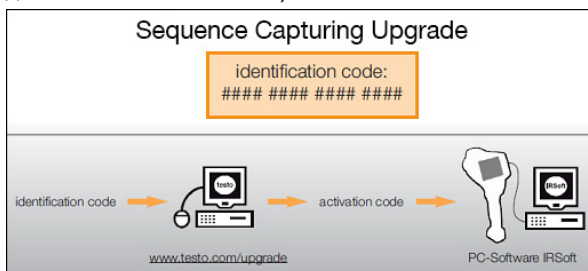 Sequence Capturing Upgrade
identification code:
#### #### #### ####
identification code
testo
activation code
IRSoft
www.testo.com/upgrade
PC-Software IRSoft